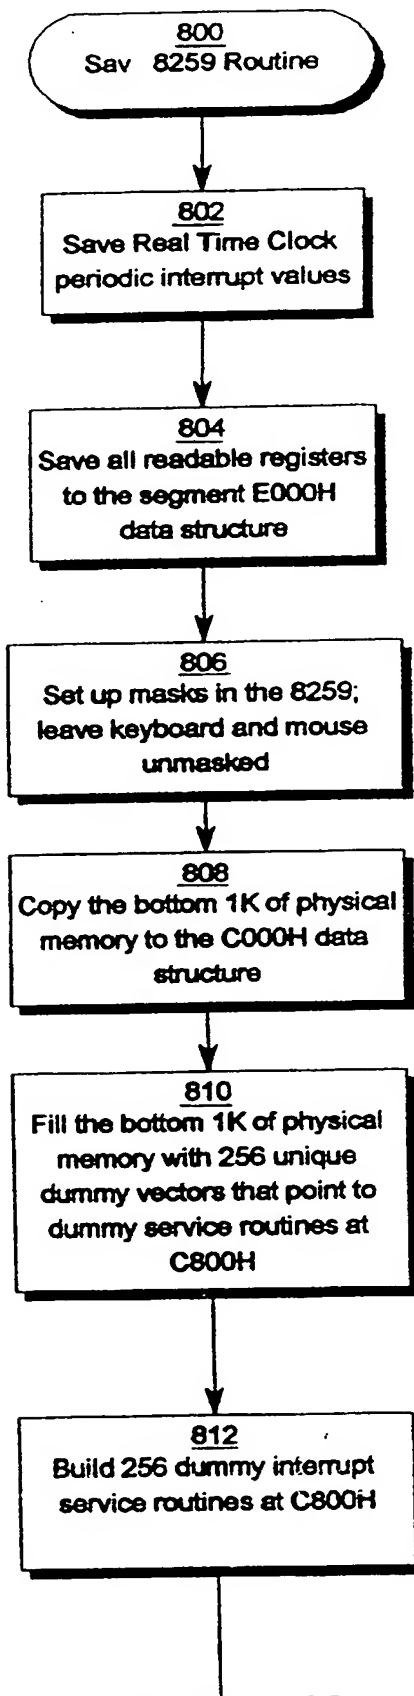 800
Sav 8259 Routine
802
Save Real Time Clock
periodic interrupt values
804
Save all readable registers
to the segment E000H
data structure
806
Set up masks in the 8259;
leave keyboard and mouse
unmasked
808
Copy the bottom 1K of physical
memory to the C000H data
structure
810
Fill the bottom 1K of physical
memory with 256 unique
dummy vectors that point to
dummy service routines at
C800H
812
Build 256 dummy interrupt
service routines at C800H